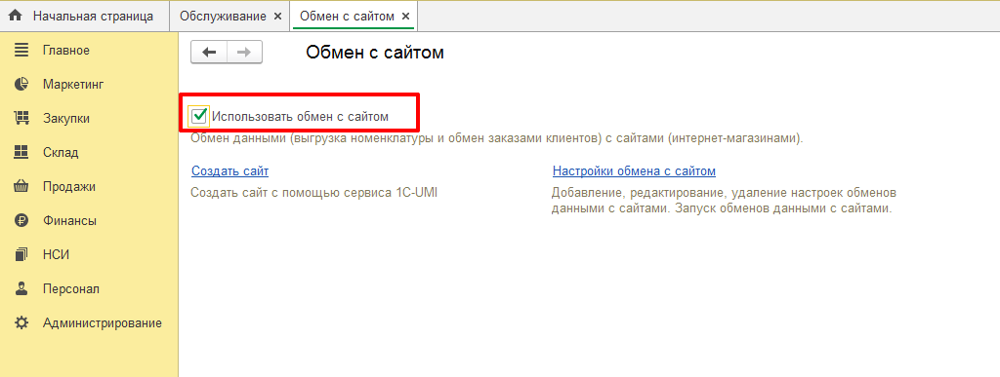 Начальная страница
Обслуживание ×
Обмен с сайтом ×
Главное
Маркетинг
Закупки
Склад
Продажи
Финансы
НСИ
Персонал
Администрирование
Обмен с сайтом
Использовать обмен с сайтом
Обмен данными (выгрузка номенклатуры и обмен заказами клиентов) с сайтами (интернет-магазинами).
Создать сайт
Создать сайт с помощью сервиса 1C-UMI
Настройки обмена с сайтом
Добавление, редактирование, удаление настроек обменов
данными с сайтами. Запуск обменов данными с сайтами.